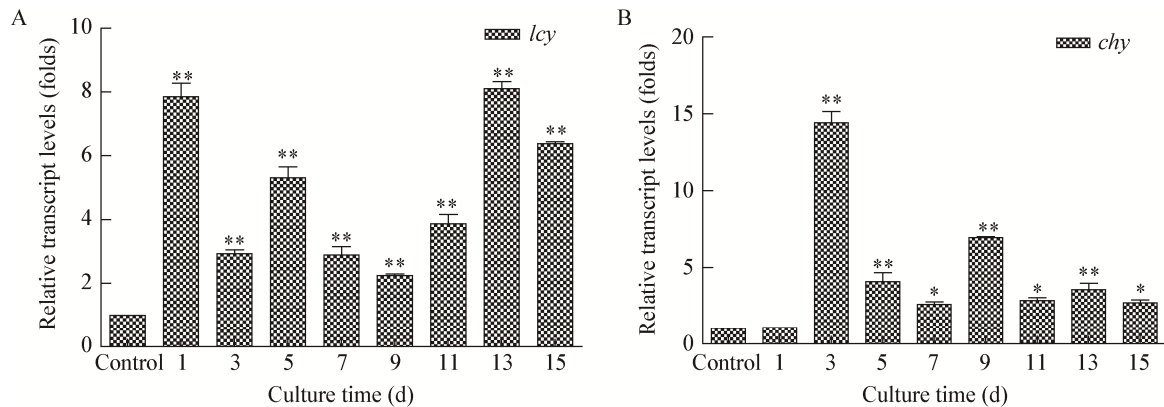 A
lcy
Relative transcript levels (folds)
10
8
6
4
2
0
**
**
**
**
**
**
**
**
Control 1 3 5 7 9 11 13 15
Culture time (d)
B
chy
Relative transcript levels (folds)
20
15
10
5
0
**
**
*
**
*
**
*
Control 1 3 5 7 9 11 13 15
Culture time (d)